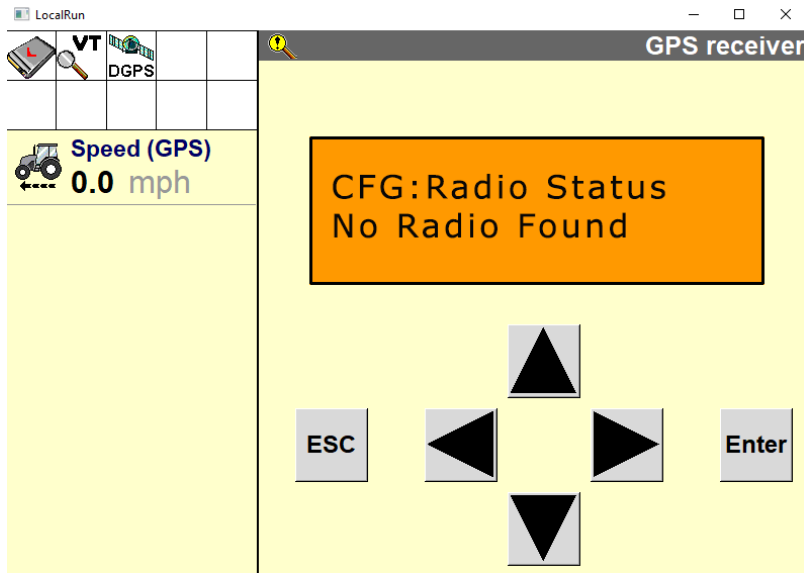 LocalRun
VT
DGPS
GPS receiver
Speed (GPS)
0.0 mph
CFG:Radio Status
No Radio Found
ESC
Enter